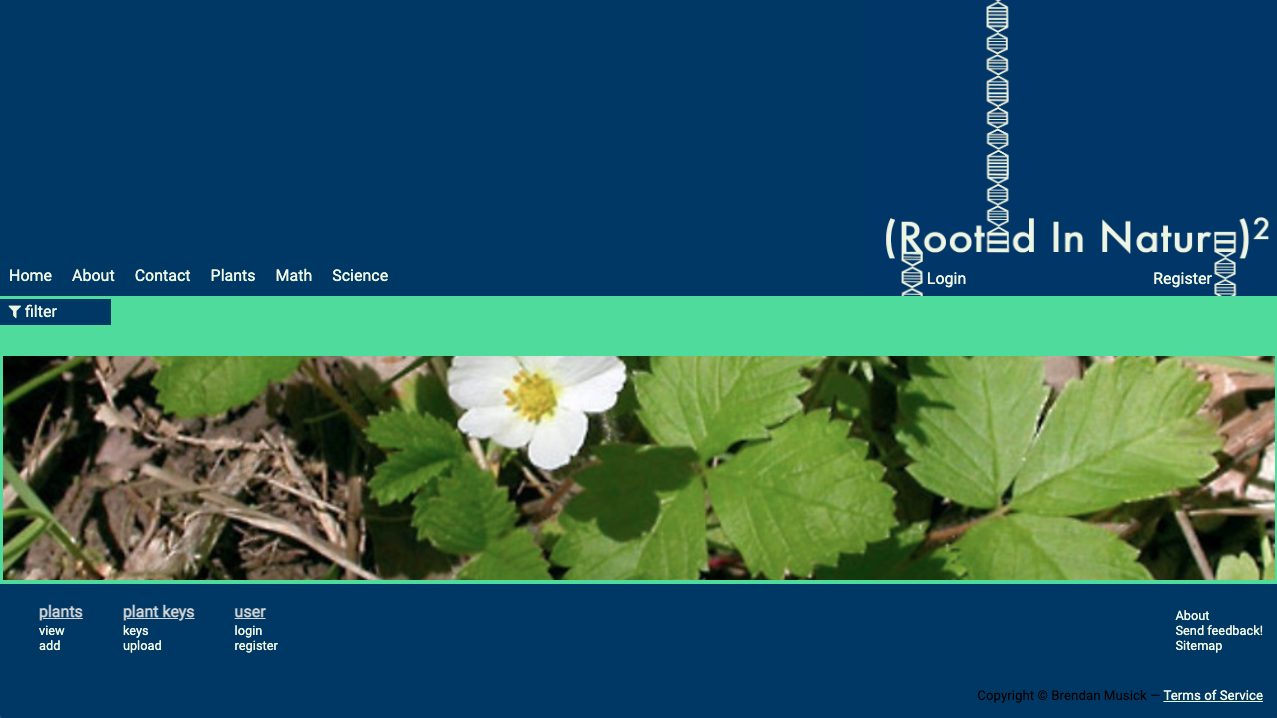 (Rooted In Nature)²
Home About Contact Plants Math Science
Login Register
filter
plants plant keys user
view keys login
add upload register
About
Send feedback!
Sitemap
Copyright © Brendan Musick — Terms of Service